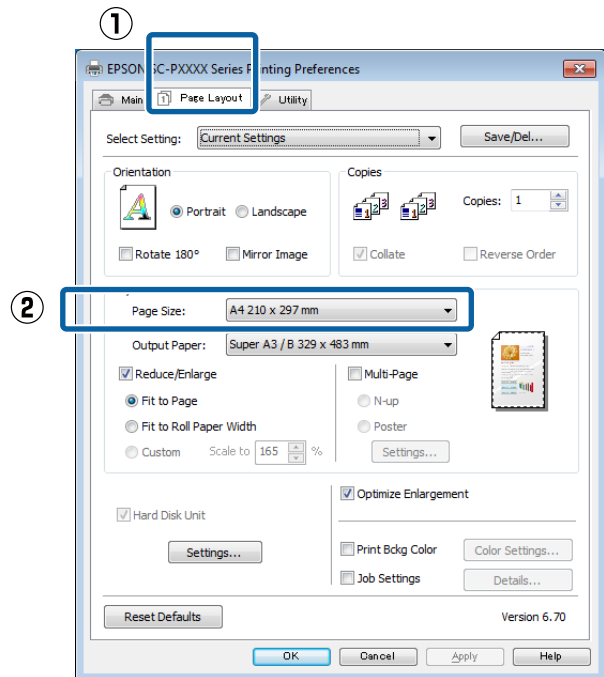 ①
EPSON SC-PXXXX Series Printing Preferences
Main Page Layout Utility
Select Setting: Current Settings Save/Del...
Orientation
Copies
Portrait Landscape
Copies: 1
Rotate 180° Mirror Image
Collate Reverse Order
②
Page Size: A4 210 x 297 mm
Output Paper: Super A3 / B 329 x 483 mm
Reduce/Enlarge
Multi-Page
Fit to Page
N-up
Fit to Roll Paper Width
Poster
Custom Scale to 165 %
Settings...
Optimize Enlargement
Hard Disk Unit
Settings...
Print Bckg Color Color Settings...
Job Settings Details...
Reset Defaults
Version 6.70
OK Cancel Apply Help